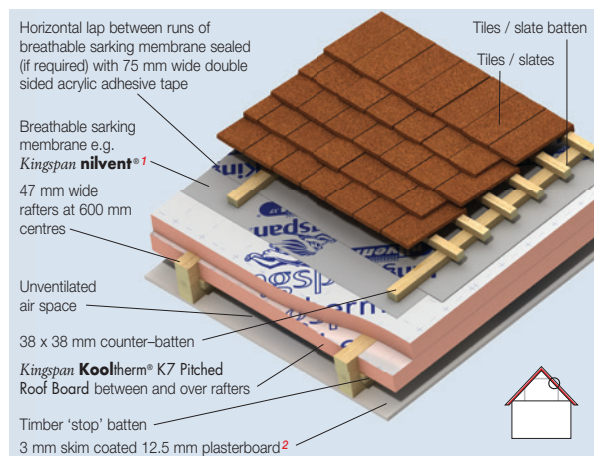 Horizontal lap between runs of
breathable sarking membrane sealed
(if required) with 75 mm wide double
sided acrylic adhesive tape
Tiles / slate batten
Tiles / slates
Breathable sarking
membrane e.g.
Kingspan nilvent®1
47 mm wide
rafters at 600 mm
centres
Unventilated
air space
38 x 38 mm counter–batten
Kingspan Kooltherm® K7 Pitched
Roof Board between and over rafters
Timber ‘stop’ batten
3 mm skim coated 12.5 mm plasterboard2